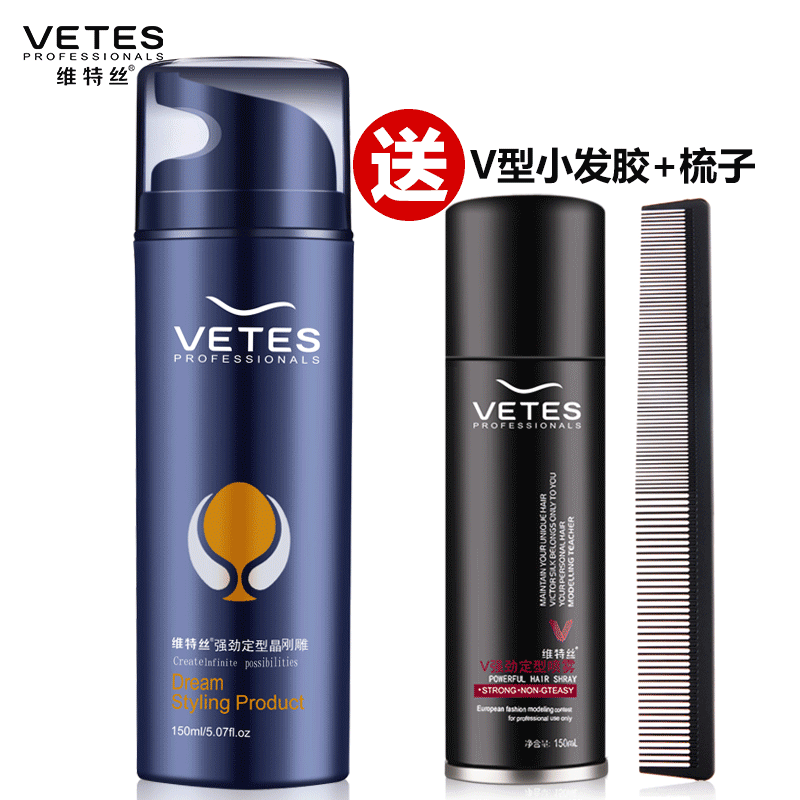 VETES
PROFESSIONALS
维特丝®
送
V型小发胶+梳子
VETES
PROFESSIONALS
维特丝®强劲定型晶刚雕
CreateInfinite possibilities
Dream
Styling Product
150ml/5.07fl.oz
VETES
PROFESSIONALS
MAINTAIN YOUR UNIQUE HAIR
VICTOR SILK BELONGS ONLY TO YOU
YOUR PERSONAL HAIR
MODELLING TEACHER
V
维特丝®
V强劲定型喷雾
POWERFUL HAIR SHRAY
•STRONG•NON-GTEASY
European fashion modeling contest
for professional use only
净含量: 150mL